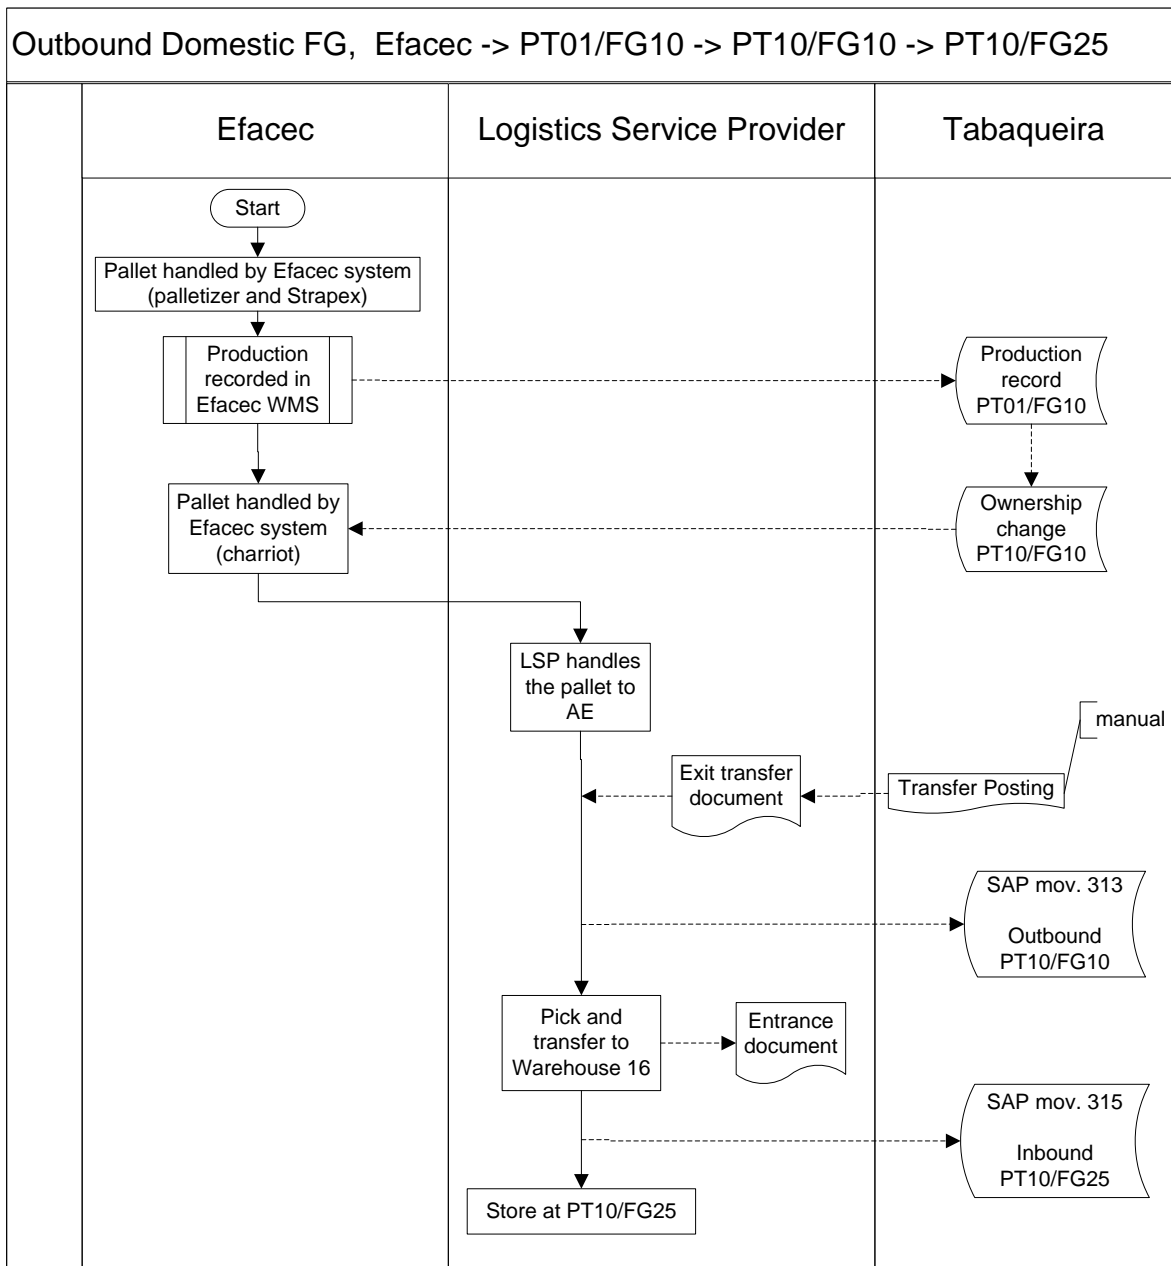 Outbound Domestic FG,  Efacec -> PT01/FG10 -> PT10/FG10 -> PT10/FG25
Efacec
Logistics Service Provider
Tabaqueira
Start
Pallet handled by Efacec system
(palletizer and Strapex)
Production
recorded in
Efacec WMS
Production
record
PT01/FG10
Pallet handled by
Efacec system
(charriot)
Ownership
change
PT10/FG10
LSP handles
the pallet to
AE
manual
Exit transfer
document
Transfer Posting
SAP mov. 313
Outbound
PT10/FG10
Pick and
transfer to
Warehouse 16
Entrance
document
SAP mov. 315
Inbound
PT10/FG25
Store at PT10/FG25